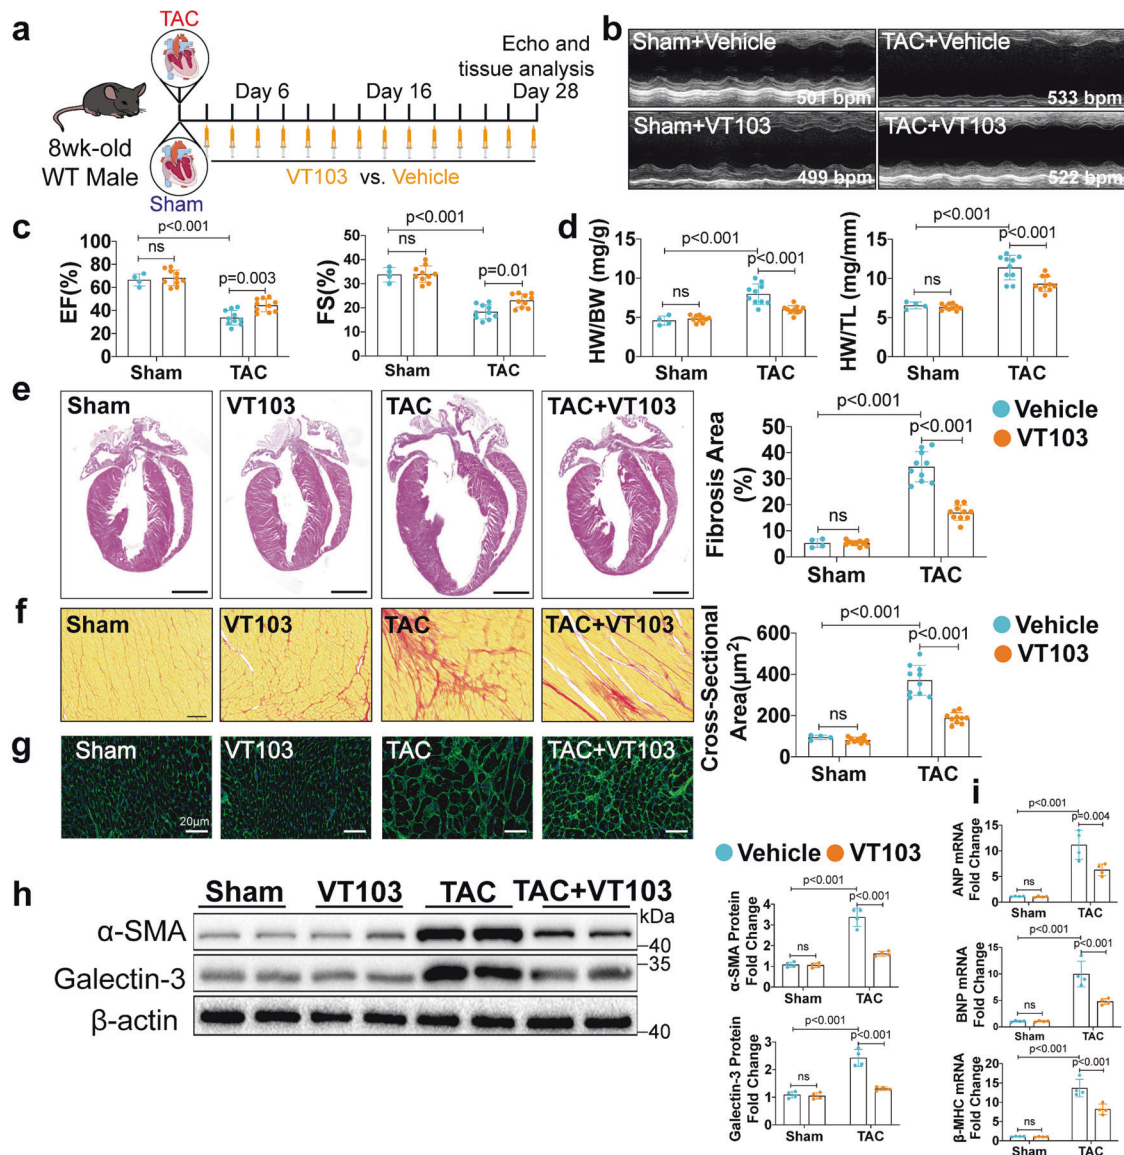 a
TAC
8wk-old
WT Male
Sham
Day 6
Day 16
Echo and
tissue analysis
Day 28
VT103 vs. Vehicle
b
Sham+Vehicle
501 bpm
TAC+Vehicle
533 bpm
Sham+VT103
499 bpm
TAC+VT103
522 bpm
c
EF(%)
100
80
60
40
20
0
p<0.001
ns
p=0.003
Sham
TAC
FS(%)
50
40
30
20
10
0
p<0.001
ns
p=0.01
Sham
TAC
d
HW/BW (mg/g)
15
10
5
0
p<0.001
ns
p<0.001
Sham
TAC
HW/TL (mg/mm)
15
10
5
0
p<0.001
ns
p<0.001
Sham
TAC
e
Sham
VT103
TAC
TAC+VT103
Fibrosis Area
(%)
50
40
30
20
10
0
p<0.001
p<0.001
ns
Sham
TAC
Vehicle
VT103
f
Sham
VT103
TAC
TAC+VT103
Cross-Sectional
Area(µm²)
600
400
200
0
p<0.001
p<0.001
ns
Sham
TAC
Vehicle
VT103
g
Sham
20µm
VT103
TAC
TAC+VT103
h
Sham
VT103
TAC
TAC+VT103
kDa
α-SMA
40
Galectin-3
35
β-actin
40
Vehicle
VT103
α-SMA Protein
Fold Change
4
3
2
1
0
p<0.001
p<0.001
ns
Sham
TAC
Galectin-3 Protein
Fold Change
4
3
2
1
0
p<0.001
p<0.001
ns
Sham
TAC
i
ANP mRNA
Fold Change
15
10
5
0
p<0.001
p=0.004
ns
Sham
TAC
BNP mRNA
Fold Change
15
10
5
0
p<0.001
p<0.001
ns
Sham
TAC
β-MHC mRNA
Fold Change
20
15
10
5
0
p<0.001
p<0.001
ns
Sham
TAC